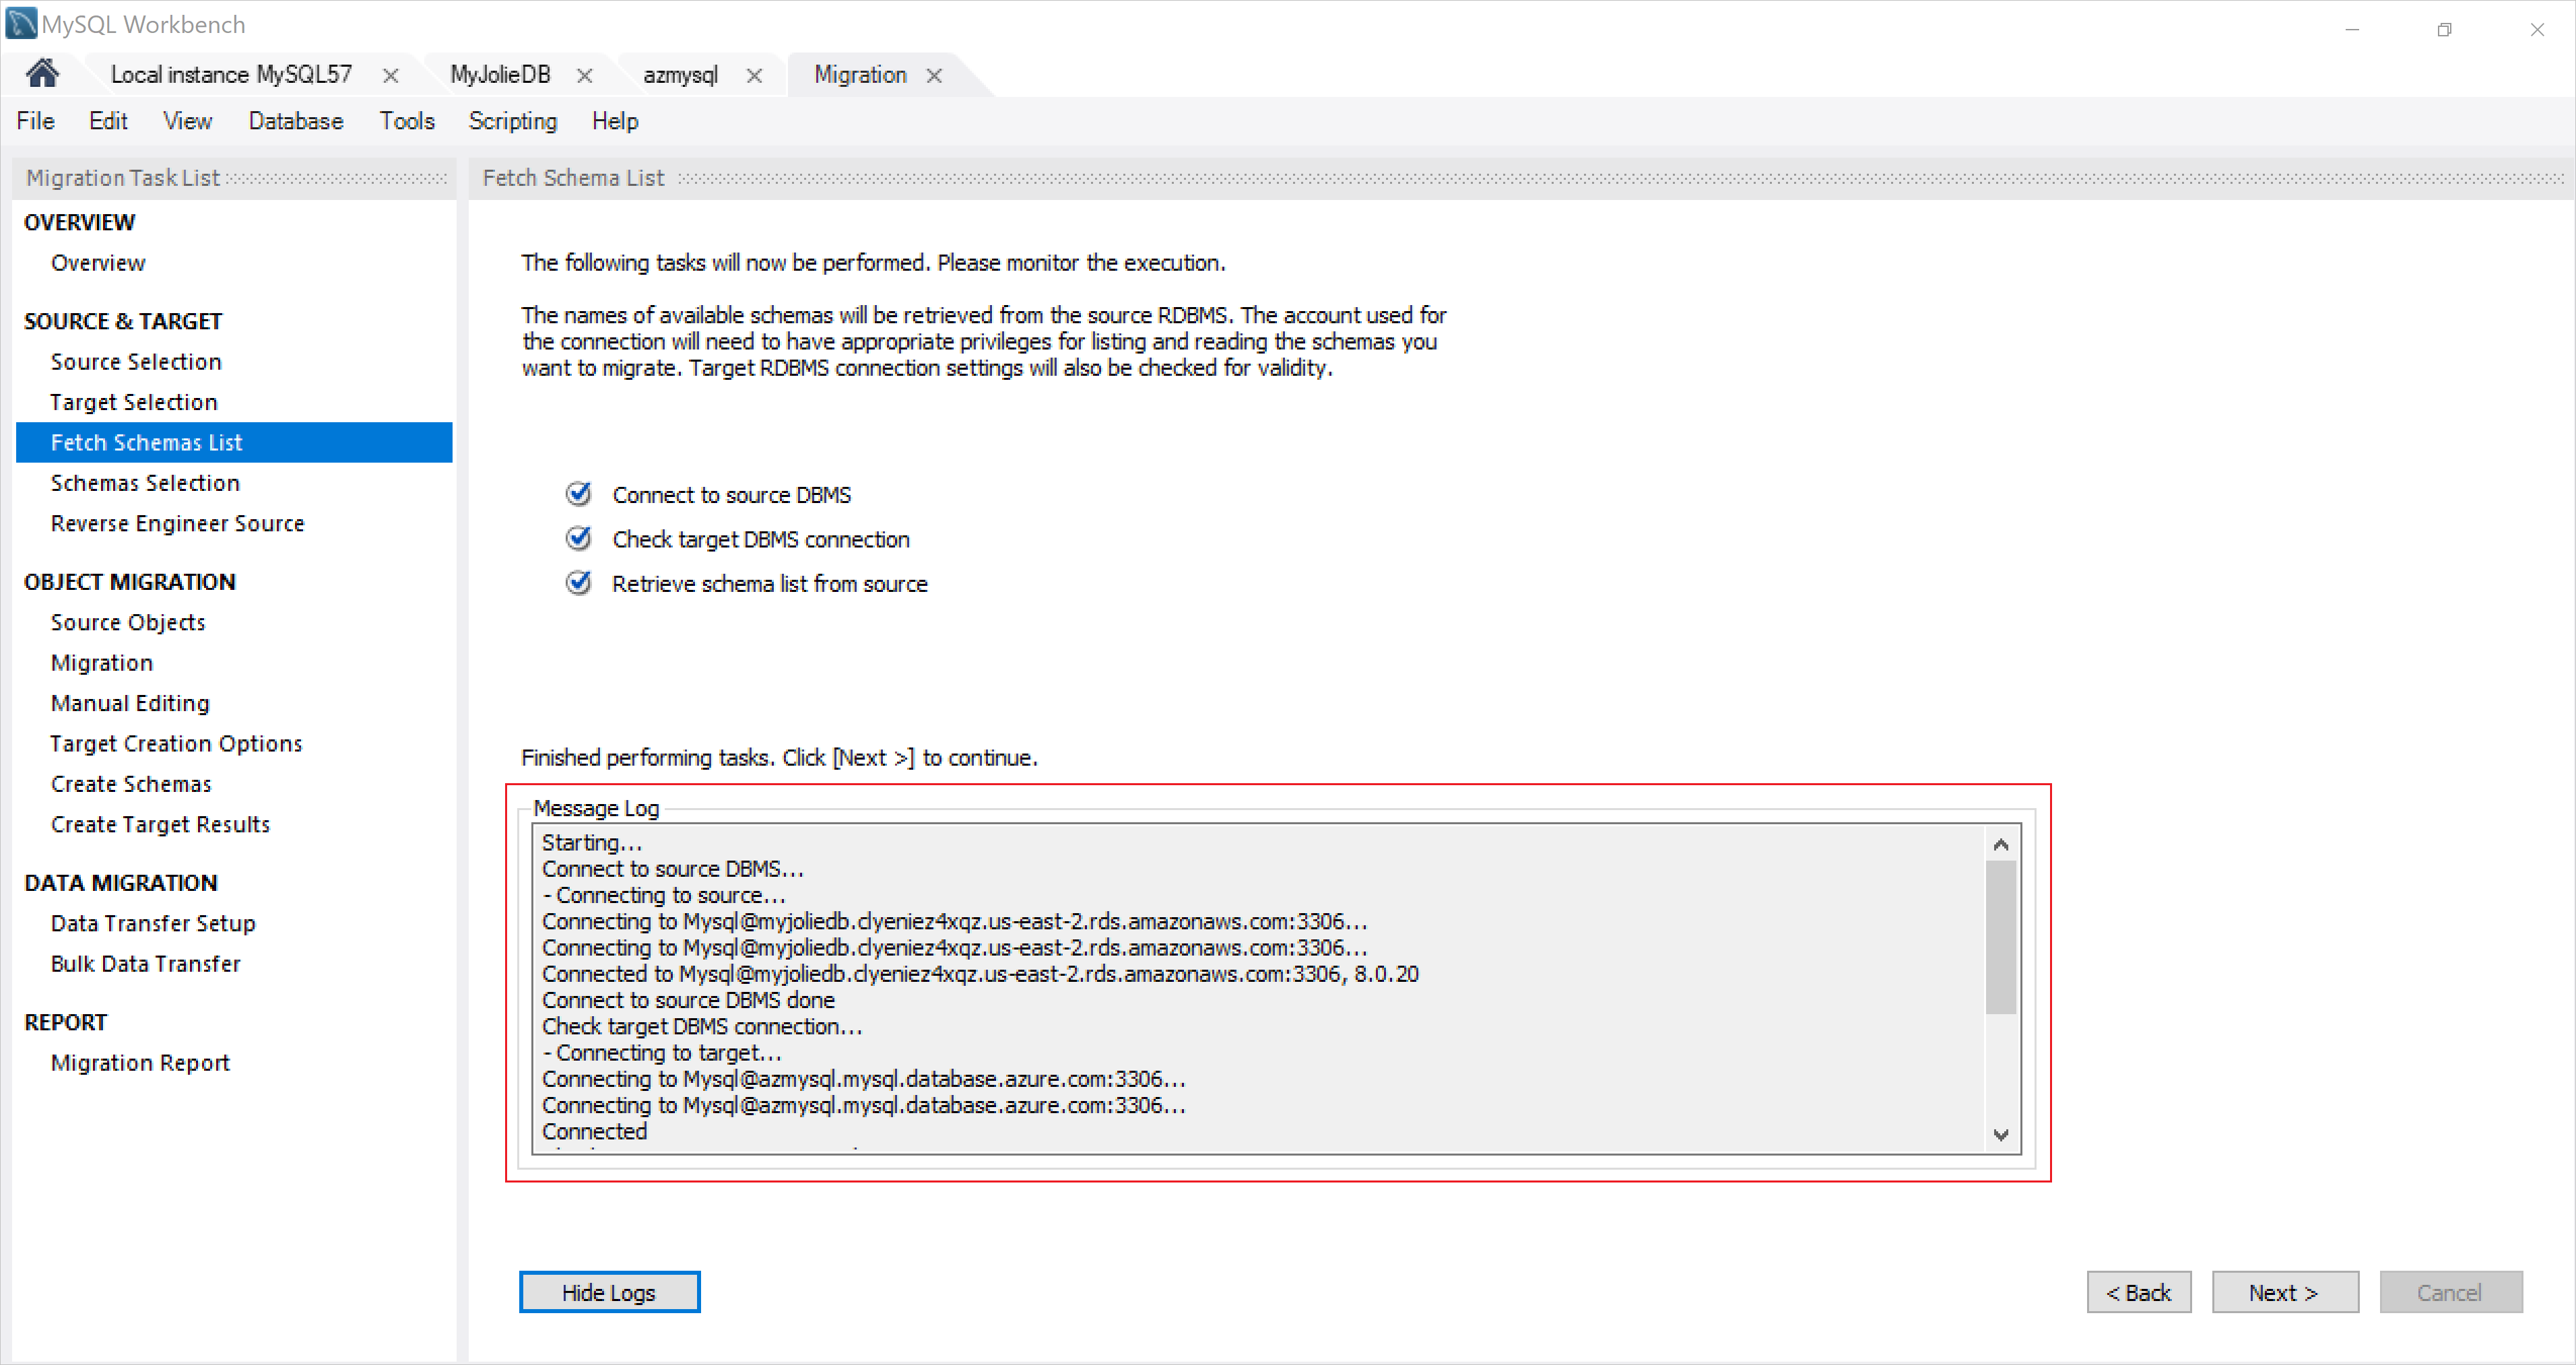 MySQL Workbench
Local instance MySQL57
MyJolieDB
azmysql
Migration
File Edit View Database Tools Scripting Help
Migration Task List
OVERVIEW
Overview
SOURCE & TARGET
Source Selection
Target Selection
Fetch Schemas List
Schemas Selection
Reverse Engineer Source
OBJECT MIGRATION
Source Objects
Migration
Manual Editing
Target Creation Options
Create Schemas
Create Target Results
DATA MIGRATION
Data Transfer Setup
Bulk Data Transfer
REPORT
Migration Report
Fetch Schema List
The following tasks will now be performed. Please monitor the execution.
The names of available schemas will be retrieved from the source RDBMS. The account used for
the connection will need to have appropriate privileges for listing and reading the schemas you
want to migrate. Target RDBMS connection settings will also be checked for validity.
Connect to source DBMS
Check target DBMS connection
Retrieve schema list from source
Finished performing tasks. Click [Next >] to continue.
Message Log
Starting...
Connect to source DBMS...
- Connecting to source...
Connecting to Mysql@myjoliedb.clyeniez4xqz.us-east-2.rds.amazonaws.com:3306...
Connecting to Mysql@myjoliedb.clyeniez4xqz.us-east-2.rds.amazonaws.com:3306...
Connected to Mysql@myjoliedb.clyeniez4xqz.us-east-2.rds.amazonaws.com:3306, 8.0.20
Connect to source DBMS done
Check target DBMS connection...
- Connecting to target...
Connecting to Mysql@azmysql.mysql.database.azure.com:3306...
Connecting to Mysql@azmysql.mysql.database.azure.com:3306...
Connected
Hide Logs
< Back
Next >
Cancel